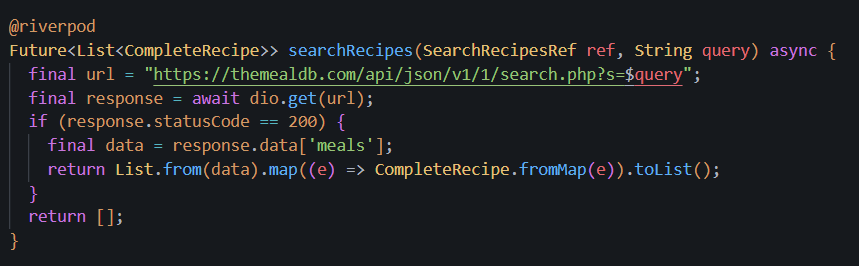 @riverpod
Future<List<CompleteRecipe>> searchRecipes(SearchRecipesRef ref, String query) async {
  final url = "https://themealdb.com/api/json/v1/1/search.php?s=$query";
  final response = await dio.get(url);
  if (response.statusCode == 200) {
    final data = response.data['meals'];
    return List.from(data).map((e) => CompleteRecipe.fromMap(e)).toList();
  }
  return [];
}